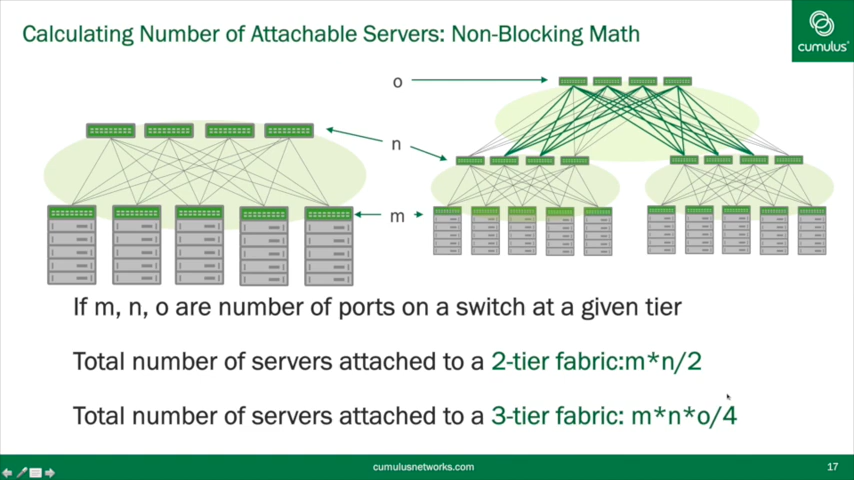 Calculating Number of Attachable Servers: Non-Blocking Math
cumulus
o
n
m
If m, n, o are number of ports on a switch at a given tier
Total number of servers attached to a 2-tier fabric:m*n/2
Total number of servers attached to a 3-tier fabric: m*n*o/4
cumulusnetworks.com
17